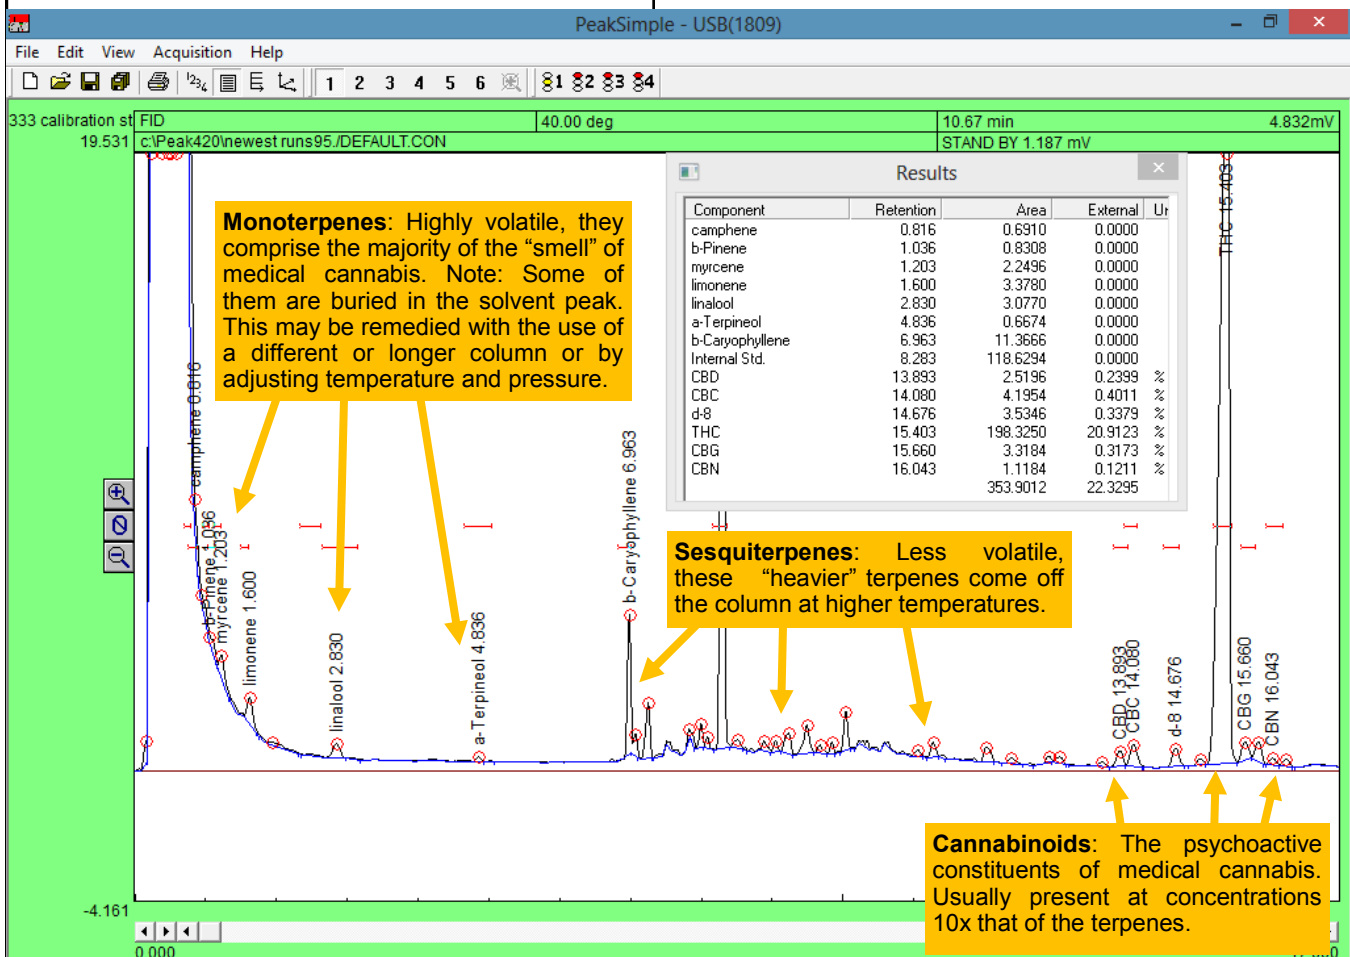 PeakSimple - USB(1809)
File Edit View Acquisition Help
1 2 3 4 5 6 1 2 3 4
333 calibration st FID 40.00 deg 10.67 min 4.832mV
19.531 c:\Peak420\newest runs95./DEFAULT.CON STAND BY 1.187 mV
Results
Component Retention Area External Ur
camphene 0.816 0.6910 0.0000
b-Pinene 1.036 0.8308 0.0000
myrcene 1.203 2.2496 0.0000
limonene 1.600 3.3780 0.0000
linalool 2.830 3.0770 0.0000
a-Terpineol 4.836 0.6674 0.0000
b-Caryophyllene 6.963 11.3666 0.0000
Internal Std. 8.283 118.6294 0.0000
CBD 13.893 2.5196 0.2399 %
CBC 14.080 4.1954 0.4011 %
d-8 14.676 3.5346 0.3379 %
THC 15.403 198.3250 20.9123 %
CBG 15.660 3.3184 0.3173 %
CBN 16.043 1.1184 0.1211 %
353.9012 22.3295
Monoterpenes: Highly volatile, they
comprise the majority of the “smell” of
medical cannabis. Note: Some of
them are buried in the solvent peak.
This may be remedied with the use of
a different or longer column or by
adjusting temperature and pressure.
camphene 0.816
b-Pinene 1.036
myrcene 1.203
limonene 1.600
linalool 2.830
a-Terpineol 4.836
b-Caryophyllene 6.963
Sesquiterpenes: Less volatile,
these “heavier” terpenes come off
the column at higher temperatures.
CBD 13.893
CBC 14.080
d-8 14.676
THC 15.403
CBG 15.660
CBN 16.043
Cannabinoids: The psychoactive
constituents of medical cannabis.
Usually present at concentrations
10x that of the terpenes.
-4.161
0.000